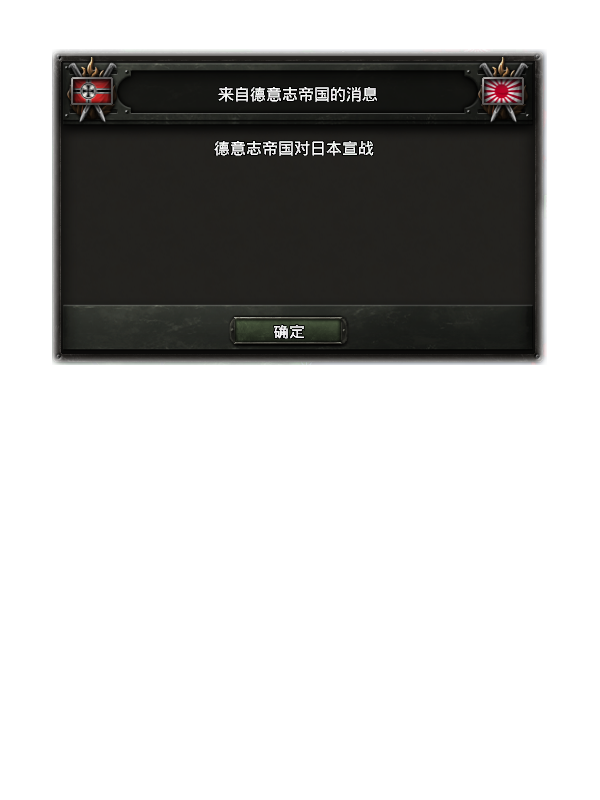 来自德意志帝国的消息
德意志帝国对日本宣战
确定